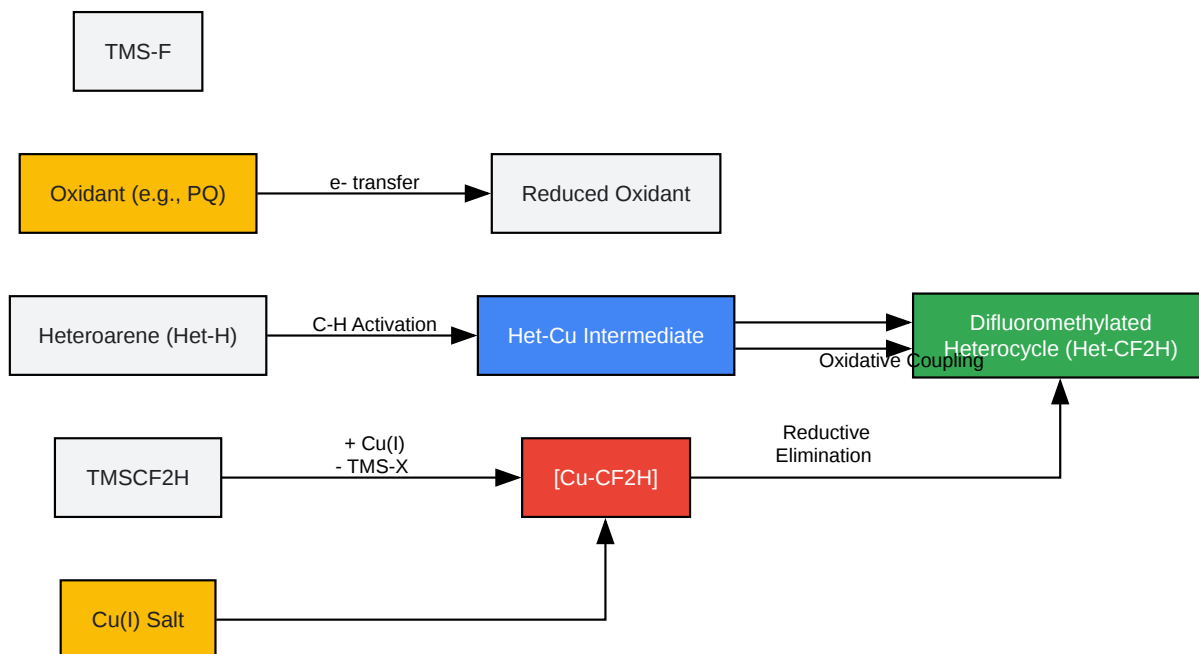 TMS-F
Oxidant (e.g., PQ)
e- transfer
Reduced Oxidant
Heteroarene (Het-H)
C-H Activation
Het-Cu Intermediate
Oxidative Coupling
Difluoromethylated
Heterocycle (Het-CF2H)
TMSCF2H
+ Cu(I)
- TMS-X
[Cu-CF2H]
Reductive
Elimination
Cu(I) Salt